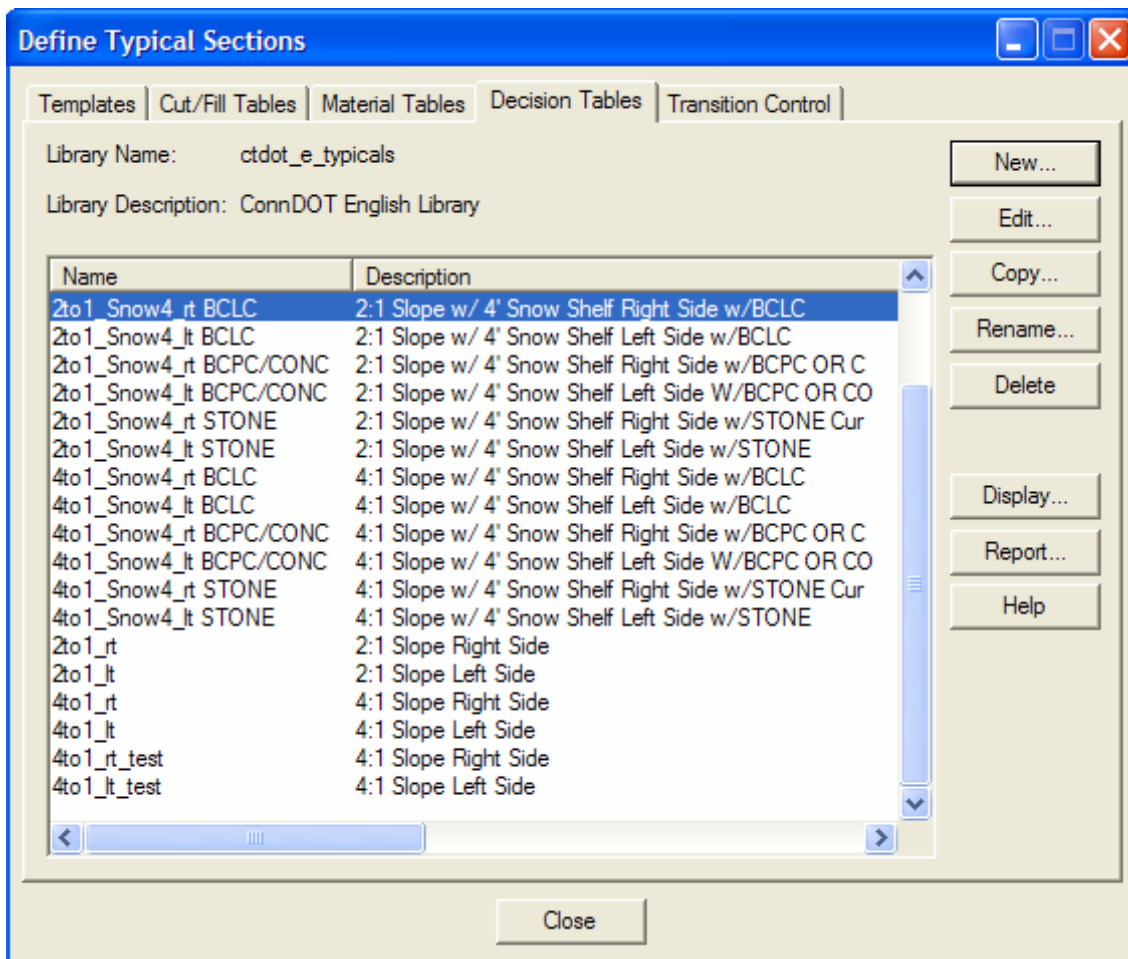 Define Typical Sections
Templates Cut/Fill Tables Material Tables Decision Tables Transition Control
Library Name: ctdot_e_typicals
Library Description: ConnDOT English Library
New...
Edit...
Copy...
Rename...
Delete
Display...
Report...
Help
Name Description
2to1_Snow4_rt BCLC 2:1 Slope w/ 4' Snow Shelf Right Side w/BCLC
2to1_Snow4_lt BCLC 2:1 Slope w/ 4' Snow Shelf Left Side w/BCLC
2to1_Snow4_rt BCPC/CONC 2:1 Slope w/ 4' Snow Shelf Right Side w/BCPC OR C
2to1_Snow4_lt BCPC/CONC 2:1 Slope w/ 4' Snow Shelf Left Side W/BCPC OR CO
2to1_Snow4_rt STONE 2:1 Slope w/ 4' Snow Shelf Right Side w/STONE Cur
2to1_Snow4_lt STONE 2:1 Slope w/ 4' Snow Shelf Left Side w/STONE
4to1_Snow4_rt BCLC 4:1 Slope w/ 4' Snow Shelf Right Side w/BCLC
4to1_Snow4_lt BCLC 4:1 Slope w/ 4' Snow Shelf Left Side w/BCLC
4to1_Snow4_rt BCPC/CONC 4:1 Slope w/ 4' Snow Shelf Right Side w/BCPC OR C
4to1_Snow4_lt BCPC/CONC 4:1 Slope w/ 4' Snow Shelf Left Side W/BCPC OR CO
4to1_Snow4_rt STONE 4:1 Slope w/ 4' Snow Shelf Right Side w/STONE Cur
4to1_Snow4_lt STONE 4:1 Slope w/ 4' Snow Shelf Left Side w/STONE
2to1_rt 2:1 Slope Right Side
2to1_lt 2:1 Slope Left Side
4to1_rt 4:1 Slope Right Side
4to1_lt 4:1 Slope Left Side
4to1_rt_test 4:1 Slope Right Side
4to1_lt_test 4:1 Slope Left Side
Close